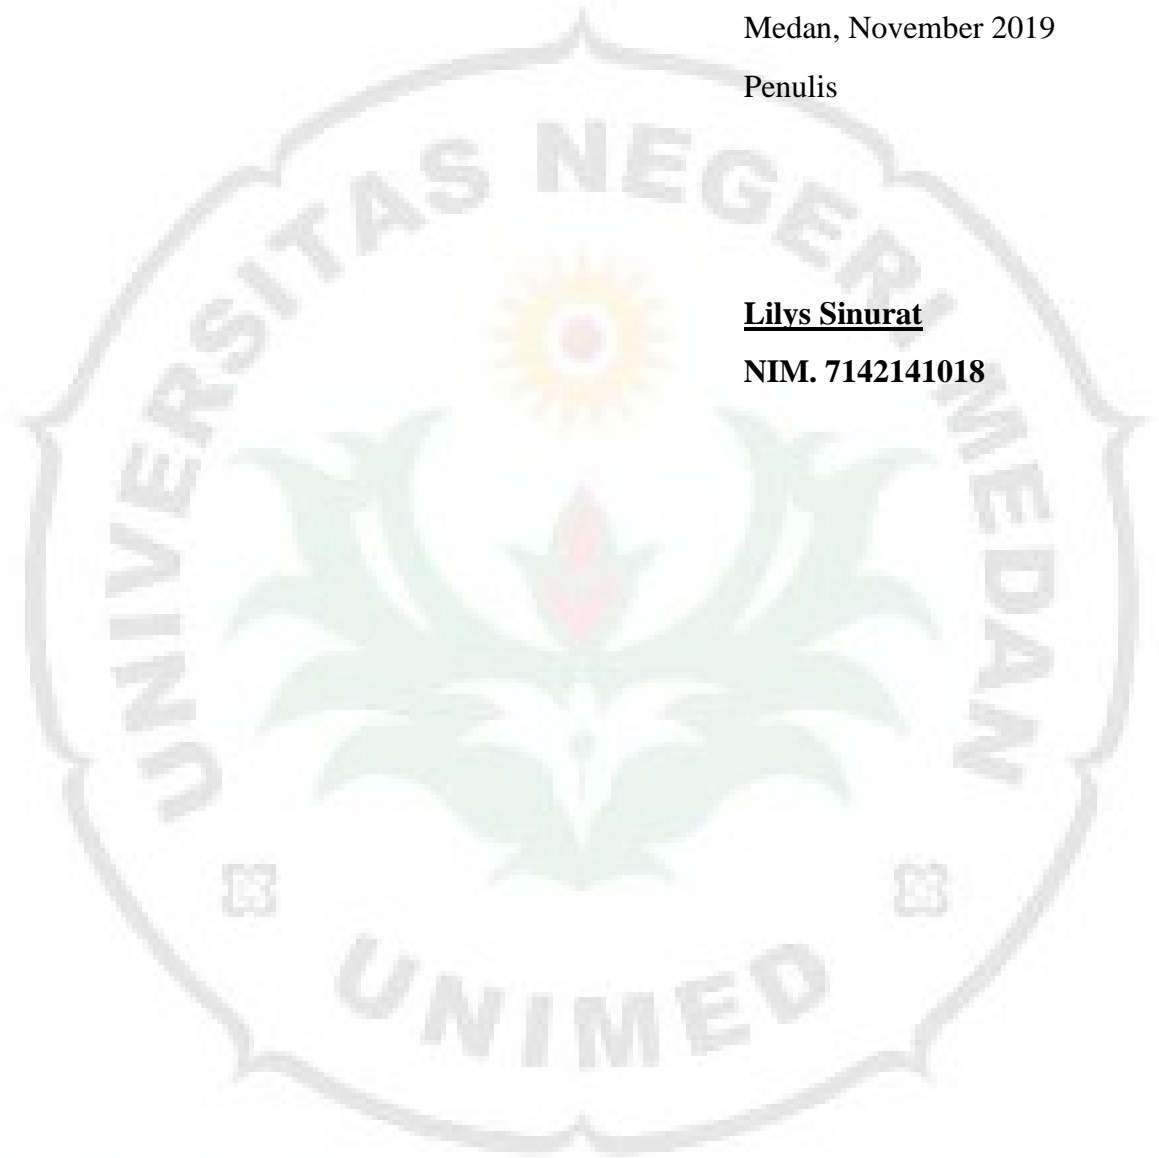 Medan, November 2019
Penulis
UNIVERSITAS NEGERI MEDAN
Lilys Sinurat
NIM. 7142141018
UNIMED